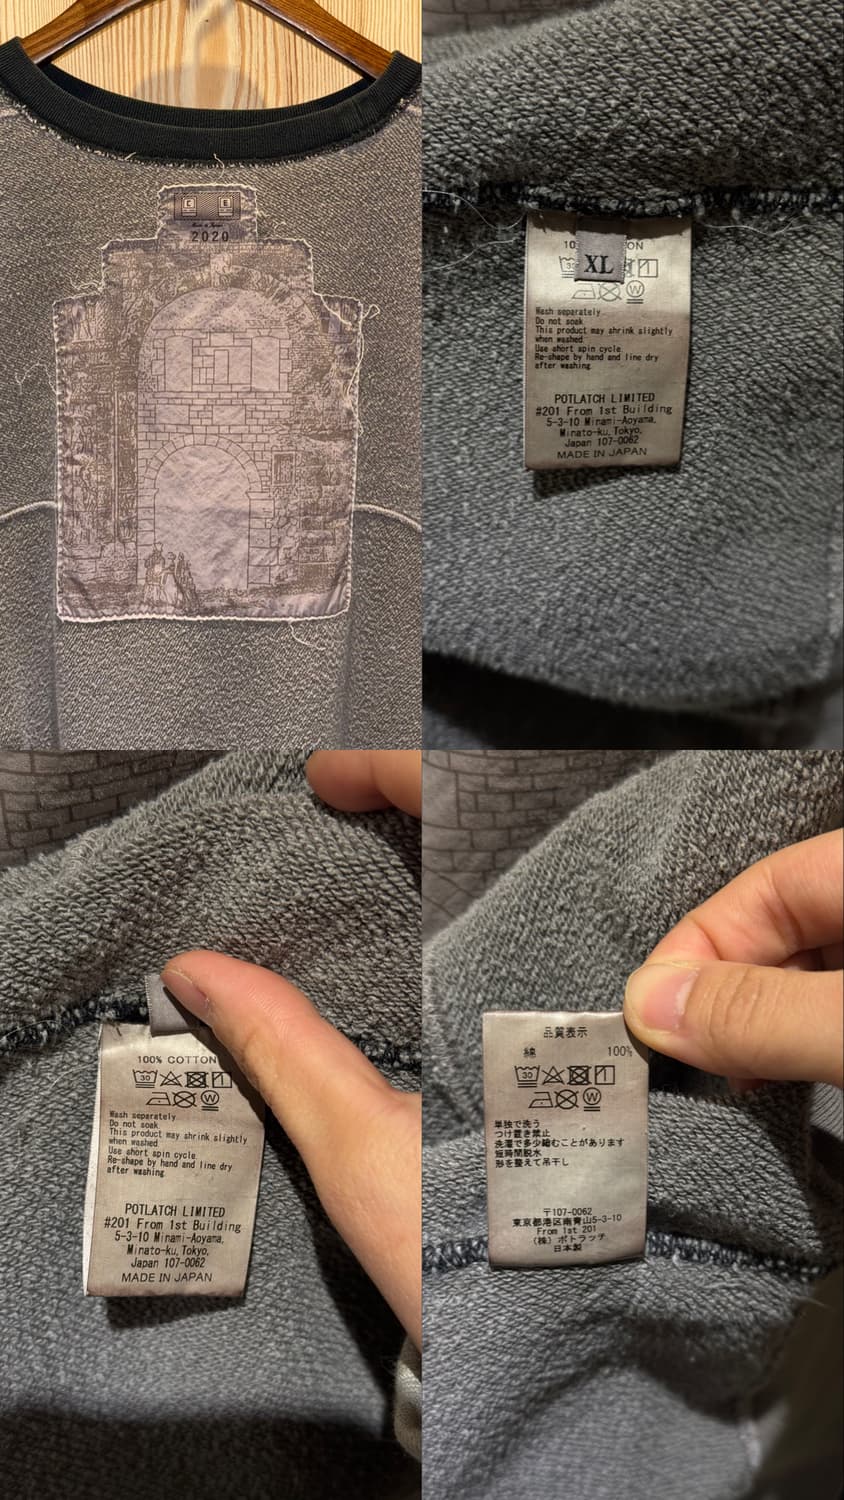 C E
Made in Japan
2020
XL
30
W
Wash separately
Do not soak
This product may shrink slightly
when washed
Use short spin cycle
Re-shape by hand and line dry
after washing
POTLATCH LIMITED
#201 From 1st Building
5-3-10 Minami-Aoyama,
Minato-ku, Tokyo,
Japan 107-0062
MADE IN JAPAN
100% COTTON
30
W
Wash separately
Do not soak
This product may shrink slightly
when washed
Use short spin cycle
Re-shape by hand and line dry
after washing
POTLATCH LIMITED
#201 From 1st Building
5-3-10 Minami-Aoyama,
Minato-ku, Tokyo,
Japan 107-0062
MADE IN JAPAN
品質表示
綿 100%
30
W
単独で洗う
つけ置き禁止
洗濯で多少縮むことがあります
短時間脱水
形を整えて吊干し
〒107-0062
東京都港区南青山5-3-10
From 1st 201
(株) ポトラッチ
日本製